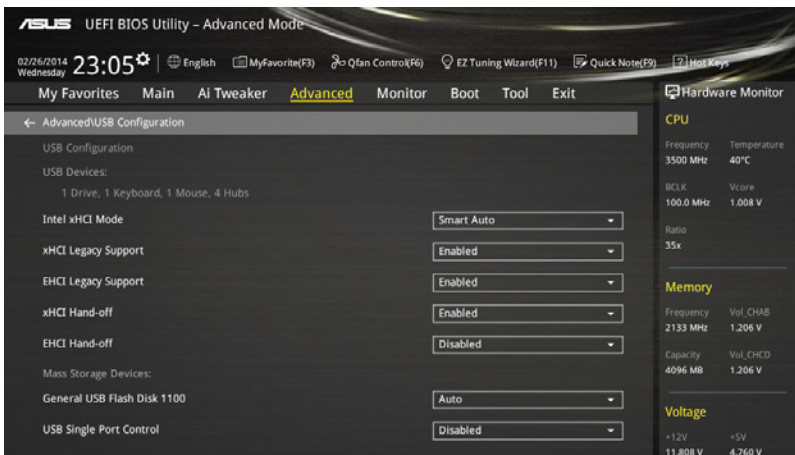 ASUS UEFI BIOS Utility – Advanced Mode
02/26/2014
Wednesday
23:05
English
MyFavorite(F3)
Qfan Control(F6)
EZ Tuning Wizard(F11)
Quick Note(F9)
? Hot Keys
My Favorites Main Ai Tweaker Advanced Monitor Boot Tool Exit
← Advanced\USB Configuration
USB Configuration
USB Devices:
1 Drive, 1 Keyboard, 1 Mouse, 4 Hubs
Intel xHCI Mode Smart Auto
xHCI Legacy Support Enabled
EHCI Legacy Support Enabled
xHCI Hand-off Enabled
EHCI Hand-off Disabled
Mass Storage Devices:
General USB Flash Disk 1100 Auto
USB Single Port Control Disabled
Hardware Monitor
CPU
Frequency Temperature
3500 MHz 40°C
BCLK Vcore
100.0 MHz 1.008 V
Ratio
35x
Memory
Frequency Vol_CHAB
2133 MHz 1.206 V
Capacity Vol_CHCD
4096 MB 1.206 V
Voltage
+12V +5V
11.808 V 4.760 V